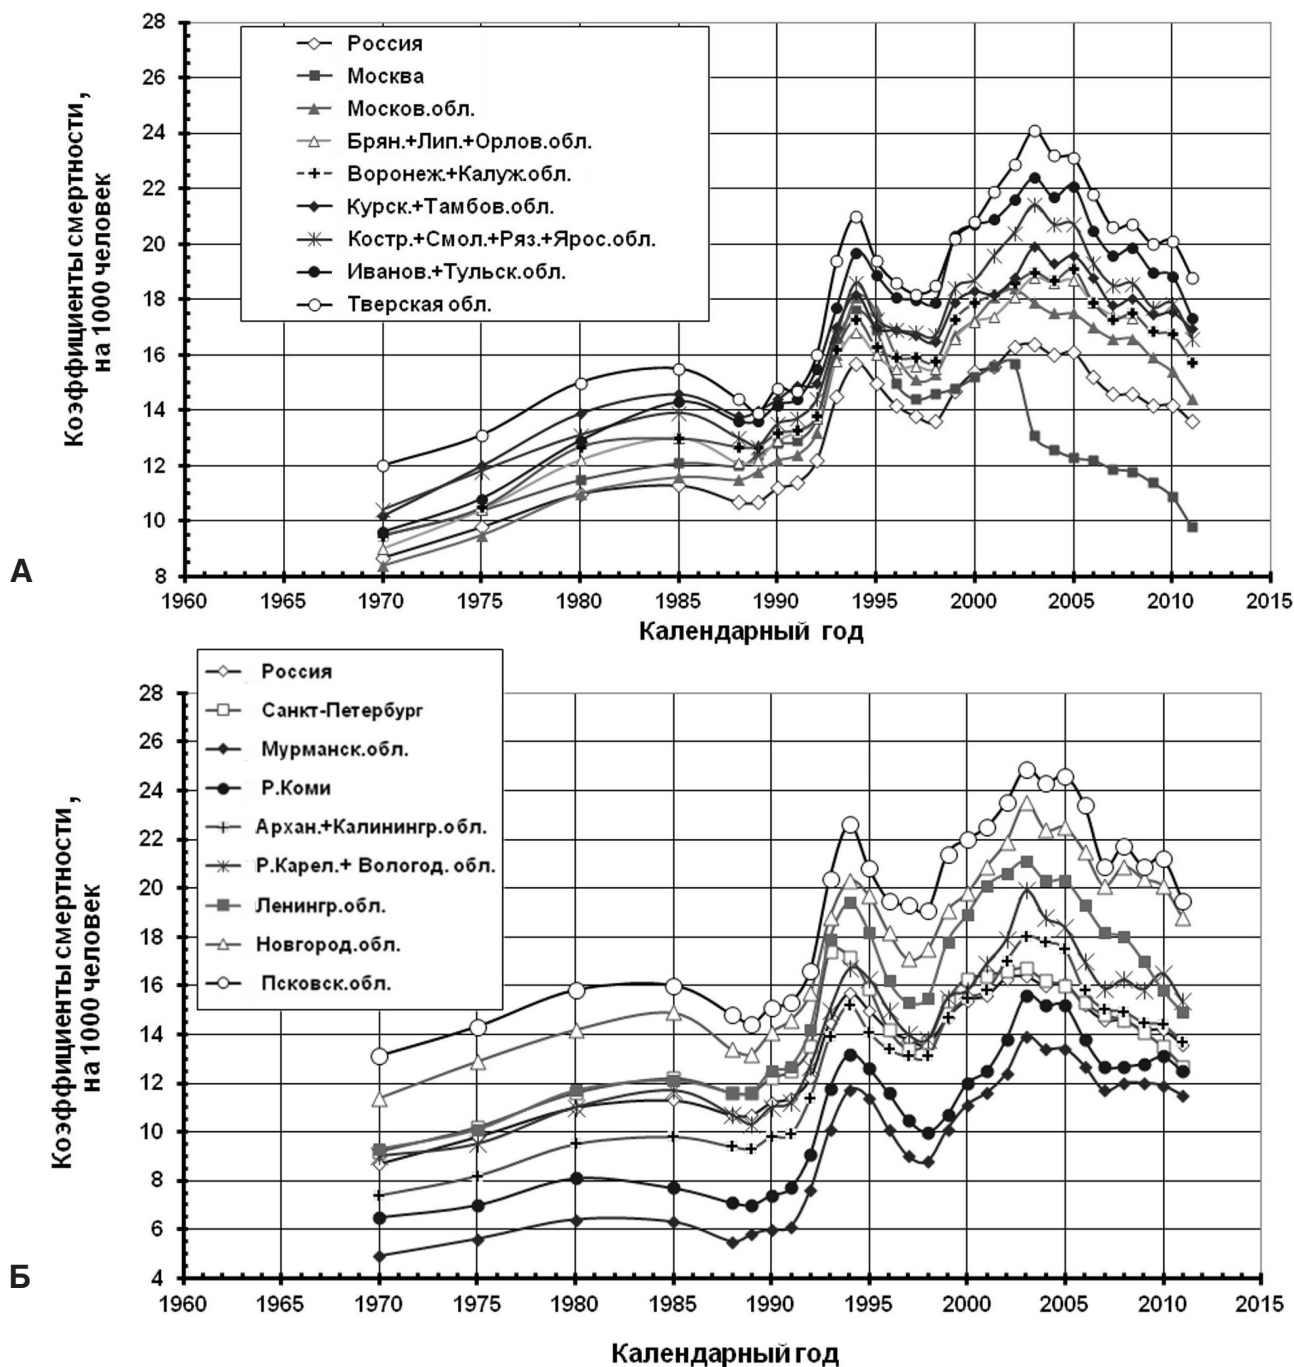 28
26
24
22
20
18
16
14
12
10
8
Коэффициенты смертности,
на 1000 человек
Россия
Москва
Москов.обл.
Брян.+Лип.+Орлов.обл.
Воронеж.+Калуж.обл.
Курск.+Тамбов.обл.
Костр.+Смол.+Ряз.+Ярос.обл.
Иванов.+Тульск.обл.
Тверская обл.
А
1960 1965 1970 1975 1980 1985 1990 1995 2000 2005 2010 2015
Календарный год
28
26
24
22
20
18
16
14
12
10
8
6
4
Коэффициенты смертности,
на 1000 человек
Россия
Санкт-Петербург
Мурманск.обл.
Р.Коми
Архан.+Калинингр.обл.
Р.Карел.+ Вологод. обл.
Ленингр.обл.
Новгород.обл.
Псковск.обл.
Б
1960 1965 1970 1975 1980 1985 1990 1995 2000 2005 2010 2015
Календарный год